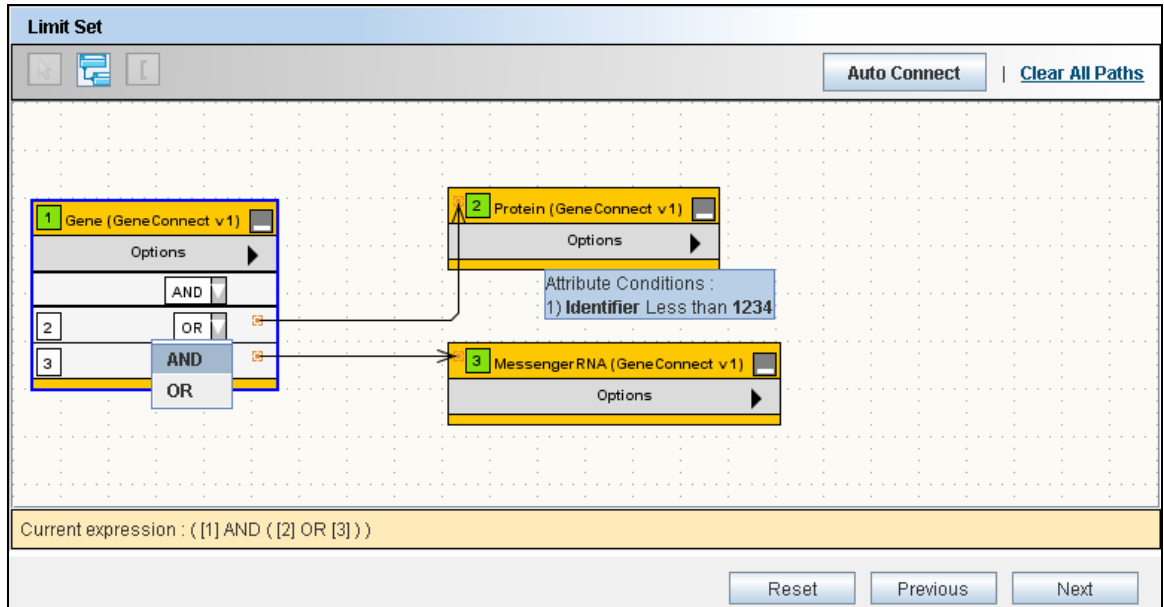 Limit Set
Auto Connect | Clear All Paths
1 Gene (GeneConnect v1)
Options
AND
2 OR
3
AND
OR
2 Protein (GeneConnect v1)
Options
Attribute Conditions :
1) Identifier Less than 1234
3 MessengerRNA (GeneConnect v1)
Options
Current expression : ( [1] AND ( [2] OR [3] ) )
Reset Previous Next